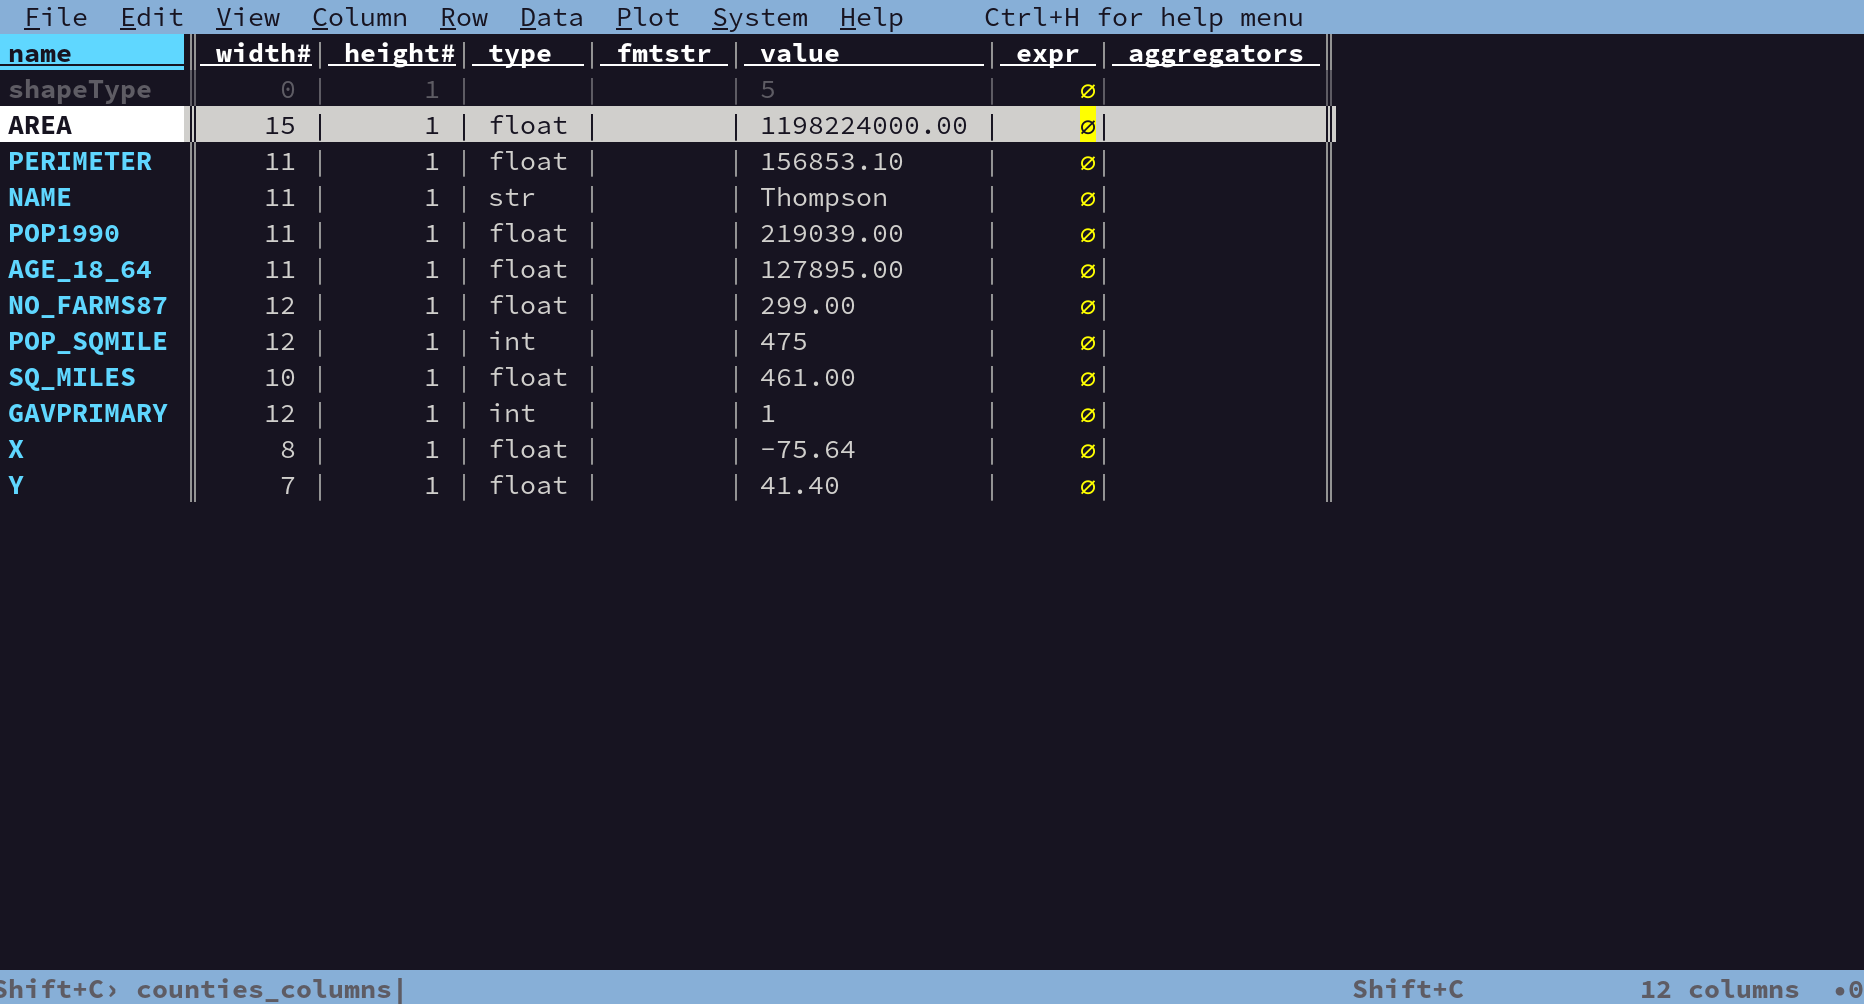 File Edit View Column Row Data Plot System Help Ctrl+H for help menu
name ‖ width#| height#| type | fmtstr | value | expr | aggregators ‖
shapeType ‖ 0 | 1 | | | 5 | ∅| ‖
AREA ‖ 15 | 1 | float | | 1198224000.00 | ∅| ‖
PERIMETER ‖ 11 | 1 | float | | 156853.10 | ∅| ‖
NAME ‖ 11 | 1 | str | | Thompson | ∅| ‖
POP1990 ‖ 11 | 1 | float | | 219039.00 | ∅| ‖
AGE_18_64 ‖ 11 | 1 | float | | 127895.00 | ∅| ‖
NO_FARMS87 ‖ 12 | 1 | float | | 299.00 | ∅| ‖
POP_SQMILE ‖ 12 | 1 | int | | 475 | ∅| ‖
SQ_MILES ‖ 10 | 1 | float | | 461.00 | ∅| ‖
GAVPRIMARY ‖ 12 | 1 | int | | 1 | ∅| ‖
X ‖ 8 | 1 | float | | -75.64 | ∅| ‖
Y ‖ 7 | 1 | float | | 41.40 | ∅| ‖
Shift+C› counties_columns| Shift+C 12 columns •0